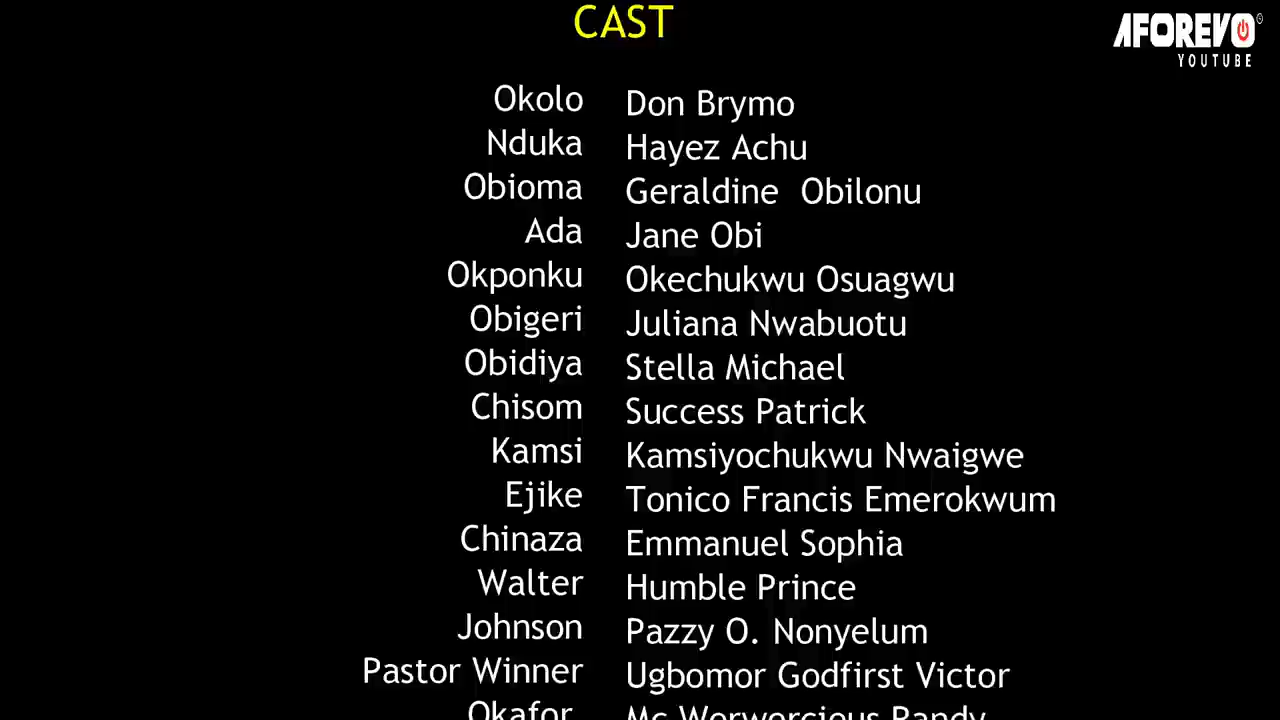 CAST
AFOREVO
YOUTUBE
Okolo Don Brymo
Nduka Hayez Achu
Obioma Geraldine Obilonu
Ada Jane Obi
Okponku Okechukwu Osuagwu
Obigeri Juliana Nwabuotu
Obidiya Stella Michael
Chisom Success Patrick
Kamsi Kamsiyochukwu Nwaigwe
Ejike Tonico Francis Emerokwum
Chinaza Emmanuel Sophia
Walter Humble Prince
Johnson Pazzy O. Nonyelum
Pastor Winner Ugbomor Godfirst Victor
Okafor Mc